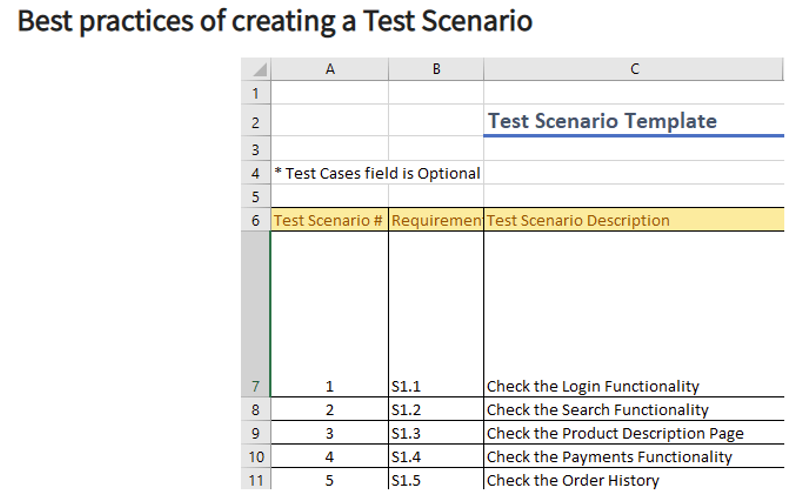 Best practices of creating a Test Scenario
A B C
1
2 Test Scenario Template
3
4 * Test Cases field is Optional
5
6 Test Scenario # Requiremen Test Scenario Description
7 1 S1.1 Check the Login Functionality
8 2 S1.2 Check the Search Functionality
9 3 S1.3 Check the Product Description Page
10 4 S1.4 Check the Payments Functionality
11 5 S1.5 Check the Order History